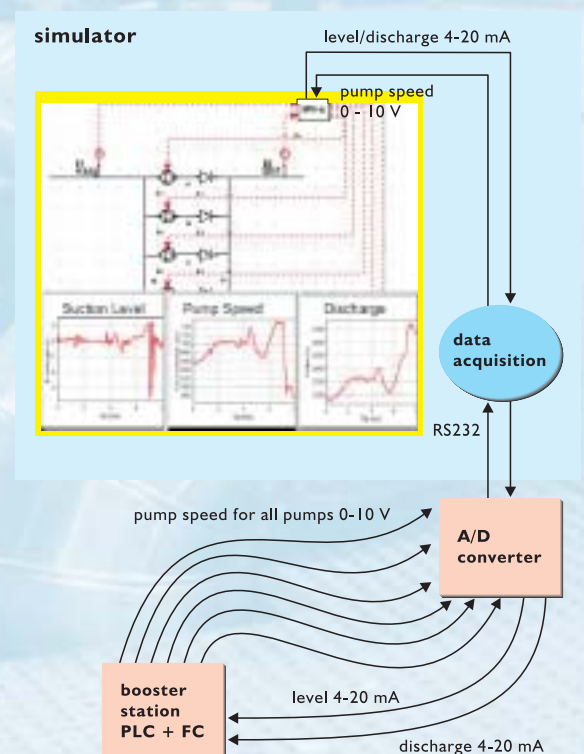 simulator
level/discharge 4-20 mA
pump speed
0 - 10 V
Suction Level
Pump Speed
Discharge
data
acquisition
RS232
pump speed for all pumps 0-10 V
A/D
converter
booster
station
PLC + FC
level 4-20 mA
discharge 4-20 mA